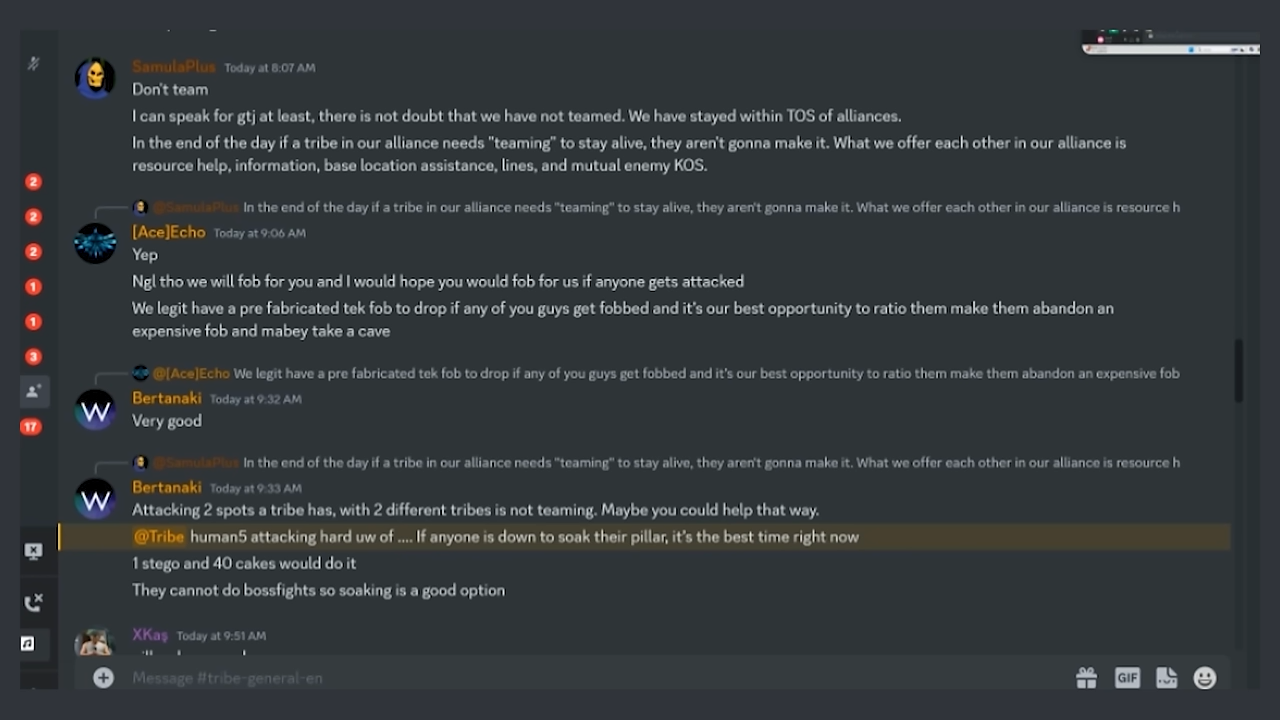 SamulaPlus Today at 8:07 AM
Don't team
I can speak for gtj at least, there is not doubt that we have not teamed. We have stayed within TOS of alliances.
In the end of the day if a tribe in our alliance needs "teaming" to stay alive, they aren't gonna make it. What we offer each other in our alliance is
resource help, information, base location assistance, lines, and mutual enemy KOS.
2
2
2
1
1
3
17
@SamulaPlus In the end of the day if a tribe in our alliance needs "teaming" to stay alive, they aren't gonna make it. What we offer each other in our alliance is resource h
[Ace]Echo Today at 9:06 AM
Yep
Ngl tho we will fob for you and I would hope you would fob for us if anyone gets attacked
We legit have a pre fabricated tek fob to drop if any of you guys get fobbed and it's our best opportunity to ratio them make them abandon an
expensive fob and mabey take a cave
@[Ace]Echo We legit have a pre fabricated tek fob to drop if any of you guys get fobbed and it's our best opportunity to ratio them make them abandon an expensive fob
W
Bertanaki Today at 9:32 AM
Very good
@SamulaPlus In the end of the day if a tribe in our alliance needs "teaming" to stay alive, they aren't gonna make it. What we offer each other in our alliance is resource h
W
Bertanaki Today at 9:33 AM
Attacking 2 spots a tribe has, with 2 different tribes is not teaming. Maybe you could help that way.
@Tribe human5 attacking hard uw of .... If anyone is down to soak their pillar, it's the best time right now
1 stego and 40 cakes would do it
They cannot do bossfights so soaking is a good option
XKaş Today at 9:51 AM
Message #tribe-general-en
GIF